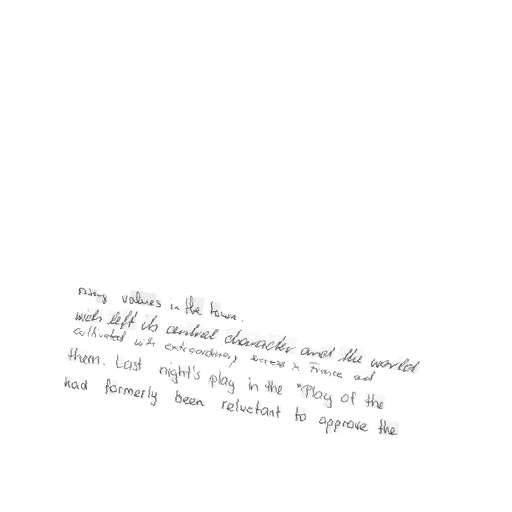 rising values in the town.
which left its central character and the world
cultivated with extraordinary success in France and
them. Last night's play in the "Play of the
had formerly been reluctant to approve the